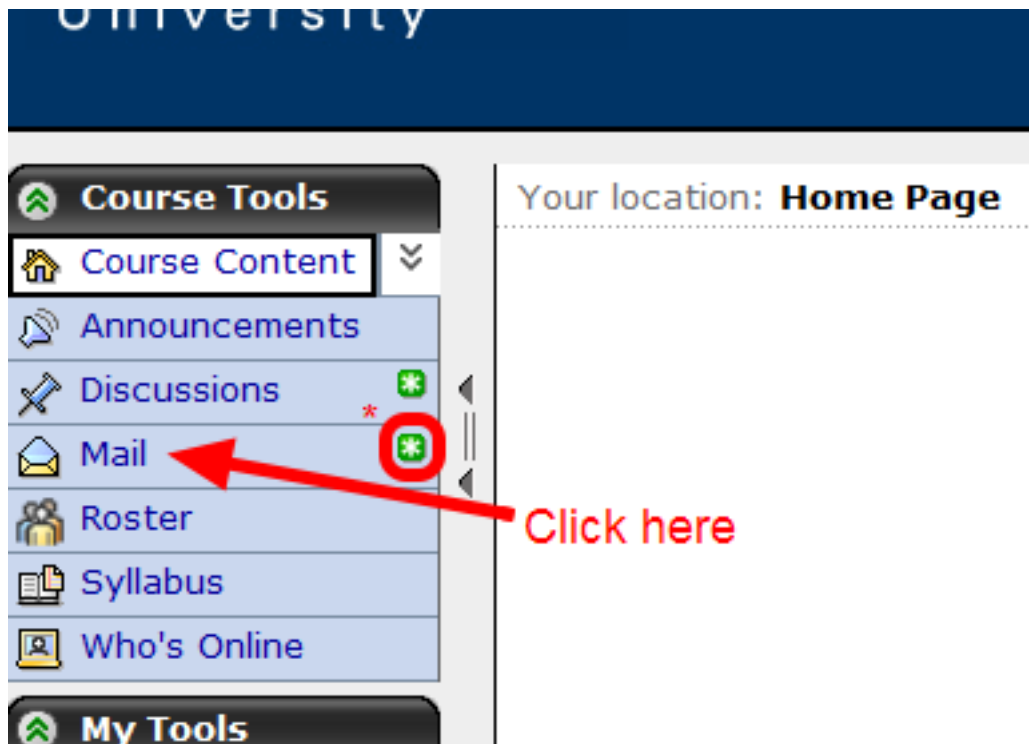 University
Course Tools
Your location: Home Page
Course Content
Announcements
Discussions
*
Mail
Click here
Roster
Syllabus
Who's Online
My Tools